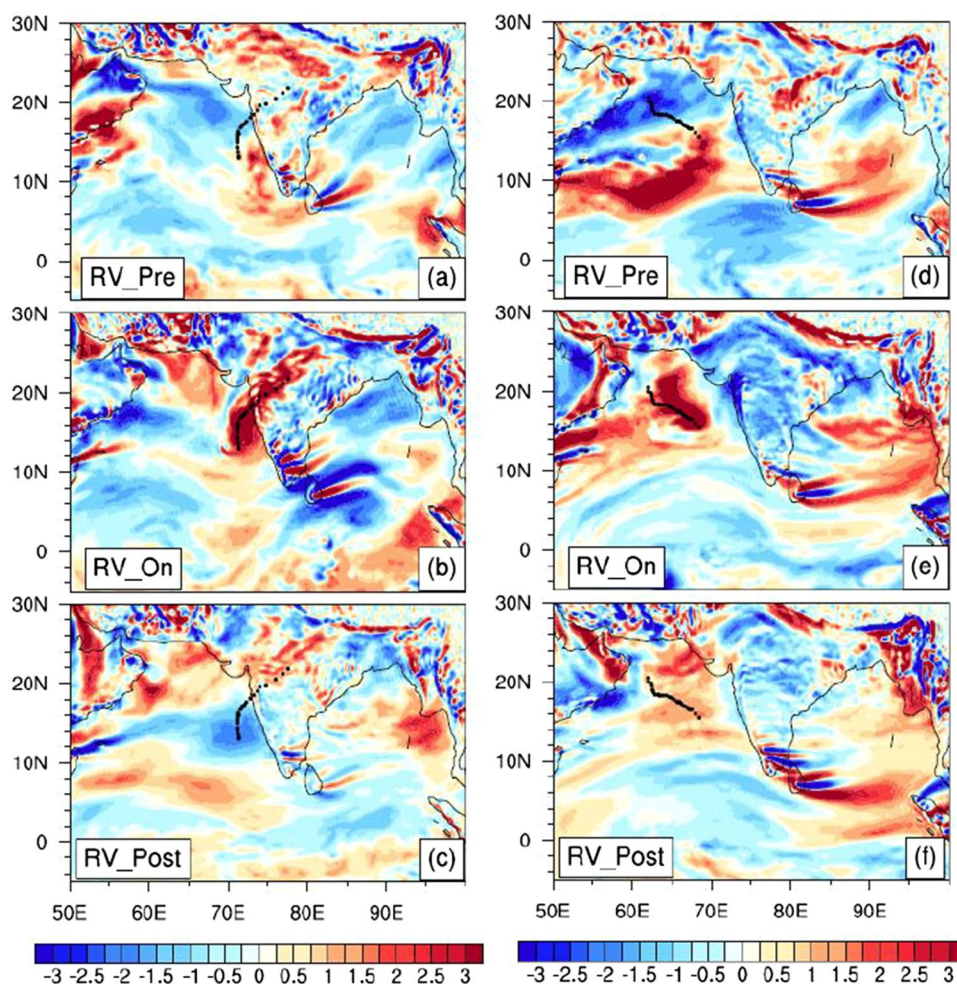 30N
20N
10N
0
RV_Pre
(a)
30N
20N
10N
0
RV_Pre
(d)
30N
20N
10N
0
RV_On
(b)
30N
20N
10N
0
RV_On
(e)
30N
20N
10N
0
RV_Post
(c)
50E 60E 70E 80E 90E
30N
20N
10N
0
RV_Post
(f)
50E 60E 70E 80E 90E
-3 -2.5 -2 -1.5 -1 -0.5 0 0.5 1 1.5 2 2.5 3
-3 -2.5 -2 -1.5 -1 -0.5 0 0.5 1 1.5 2 2.5 3